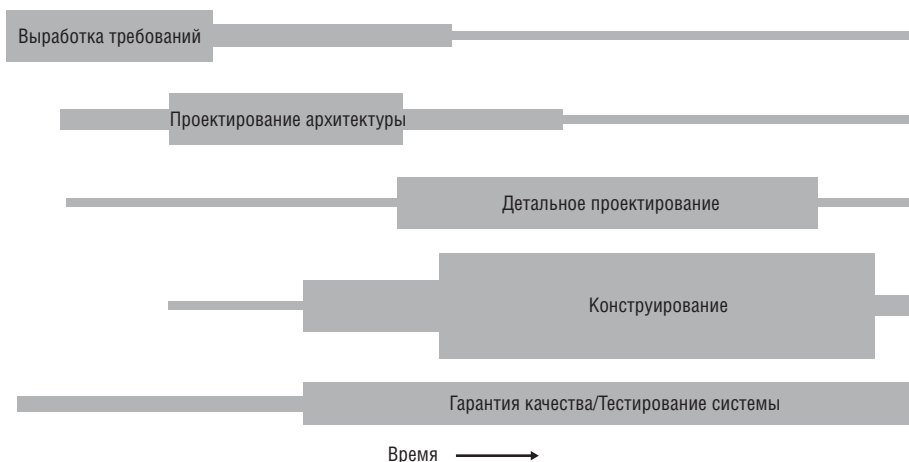 Выработка требований
Проектирование архитектуры
Детальное проектирование
Конструирование
Гарантия качества/Тестирование системы
Время